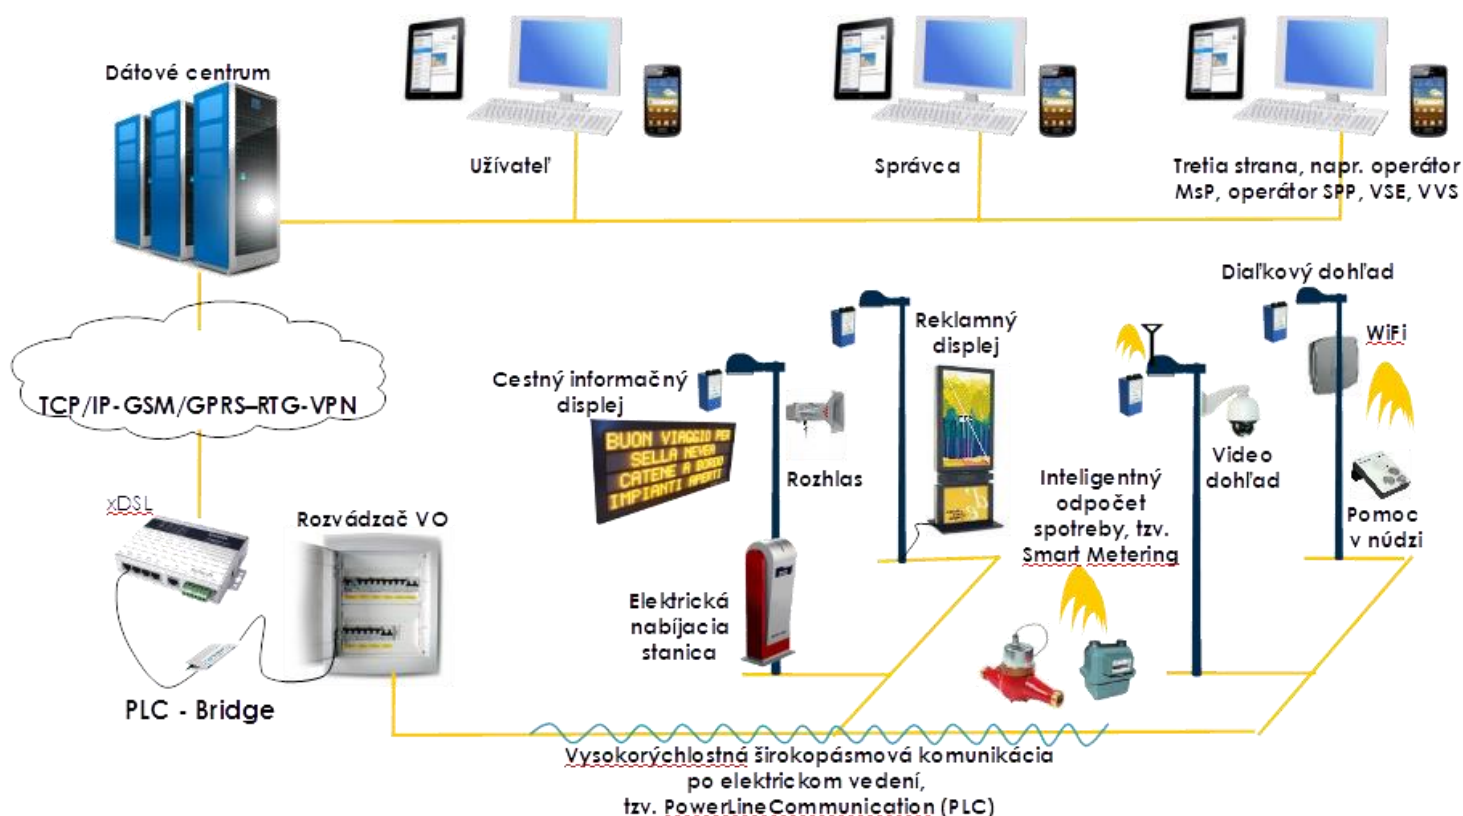 Dátové centrum
Užívateľ
Správca
Tretia strana, napr. operátor
MsP, operátor SPP, VSE, VVS
TCP/IP-GSM/GPRS–RTG-VPN
xDSL
Rozvádzač VO
PLC - Bridge
Cestný informačný
displej
BUON VIAGGIO PER
SELLA NEVEA
CATENE A BORDO
IMPIANTI APERTI
Rozhlas
Reklamný
displej
Elektrická
nabíjacia
stanica
Diaľkový dohľad
WiFi
Video
dohľad
Inteligentný
odpočet
spotreby, tzv.
Smart Metering
Pomoc
v núdzi
Vysokorýchlostná širokopásmová komunikácia
po elektrickom vedení,
tzv. PowerLineCommunication (PLC)